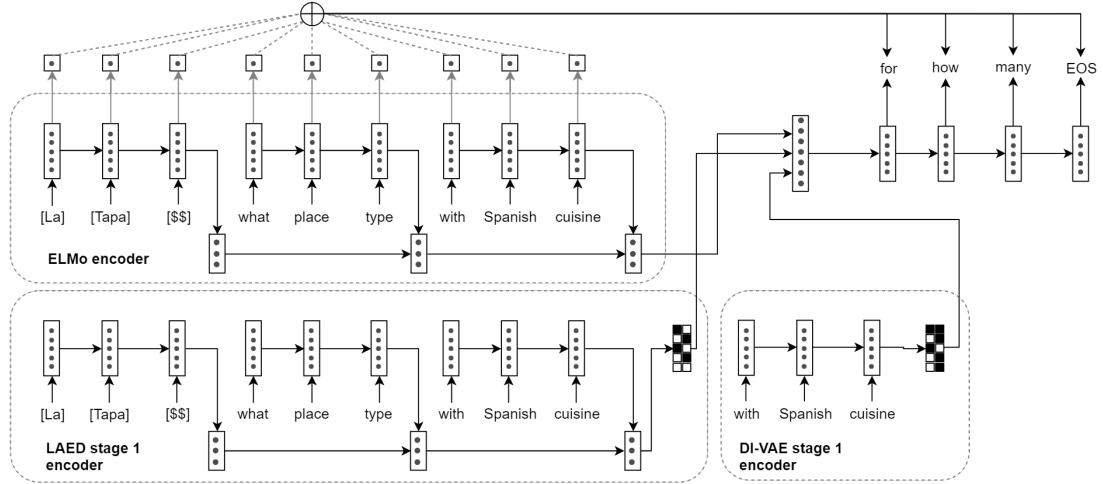 for how many EOS
[La] [Tapa] [$$] what place type with Spanish cuisine
ELMo encoder
[La] [Tapa] [$$] what place type with Spanish cuisine
with Spanish cuisine
LAED stage 1
encoder
DI-VAE stage 1
encoder